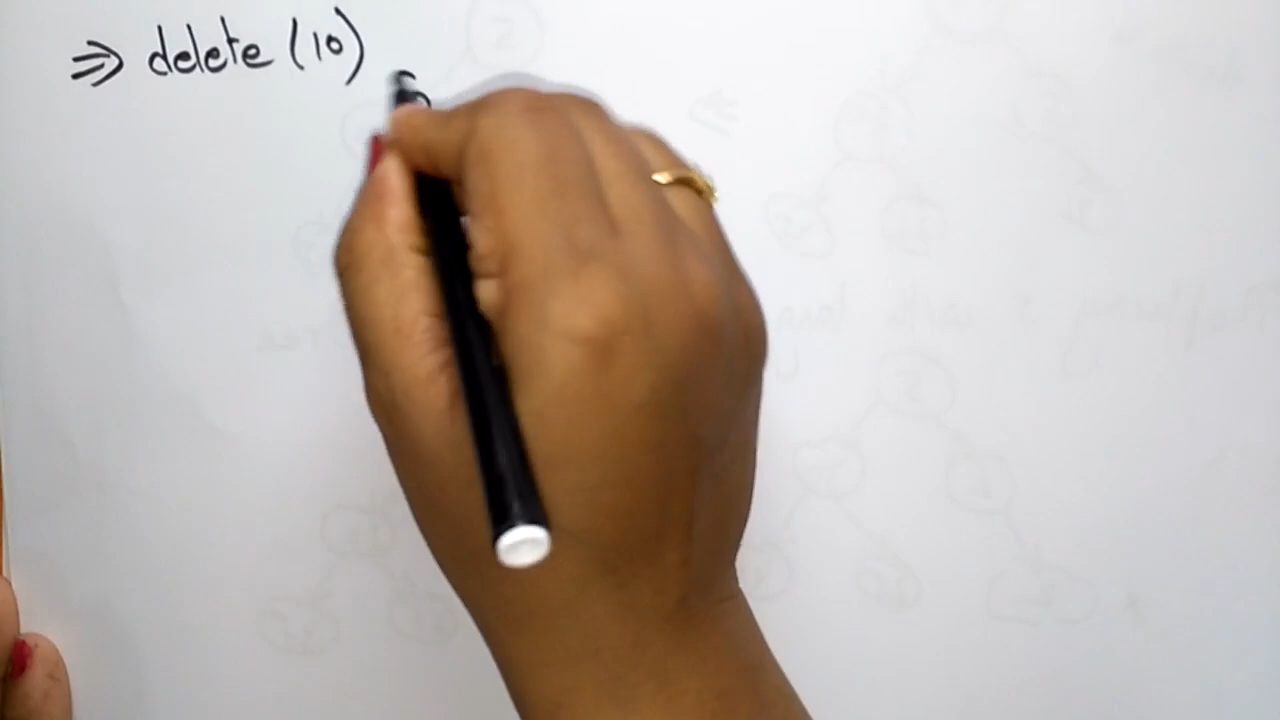 ⇒ delete (10)